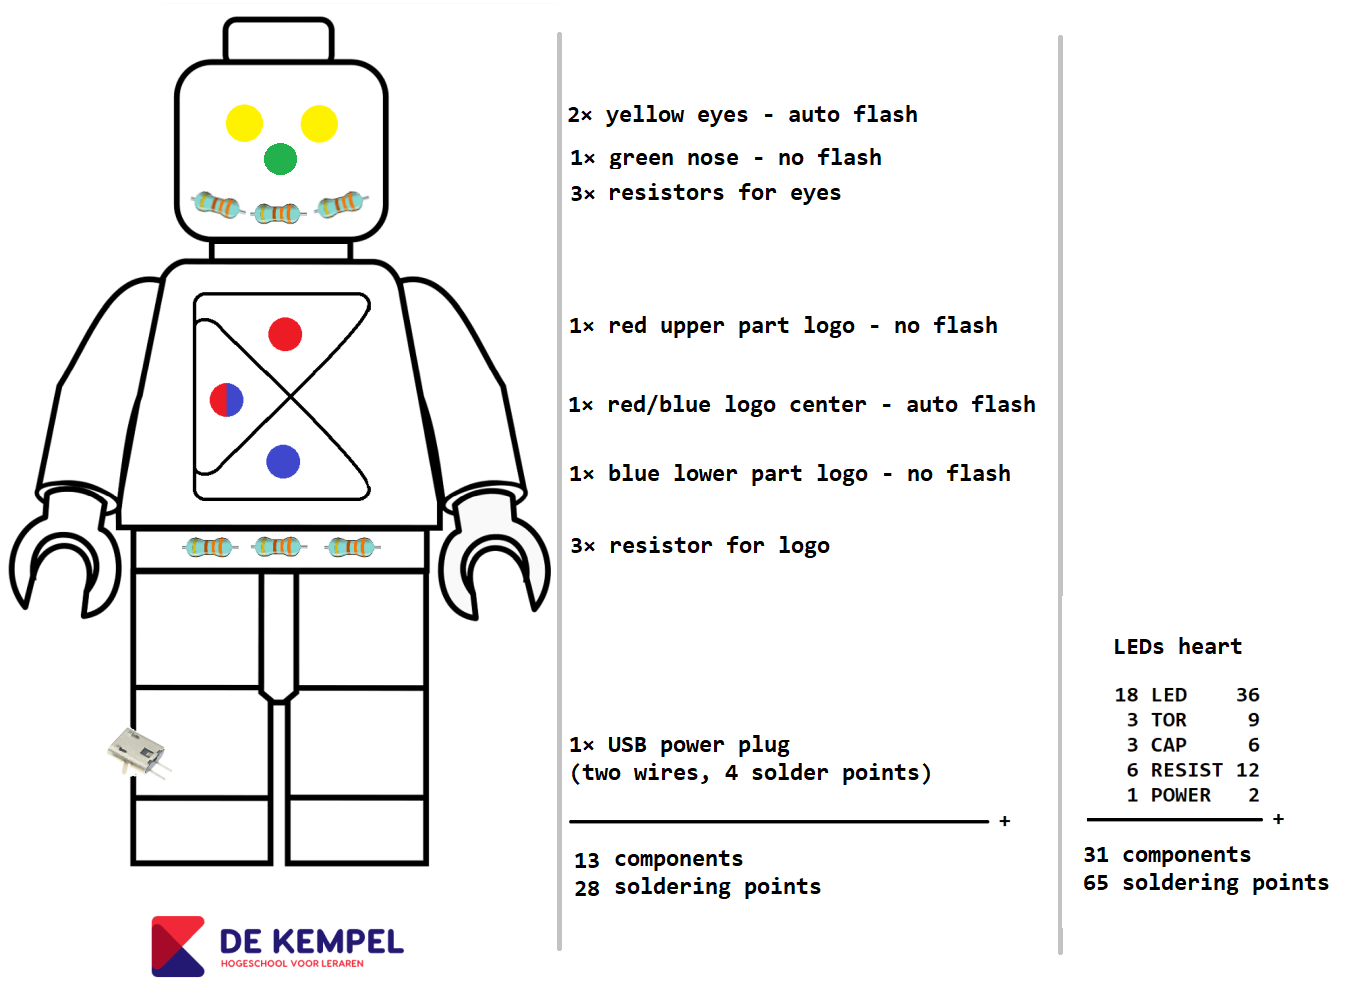 2× yellow eyes - auto flash
1× green nose - no flash
3× resistors for eyes
1× red upper part logo - no flash
1× red/blue logo center - auto flash
1× blue lower part logo - no flash
3× resistor for logo
1× USB power plug
(two wires, 4 solder points)
+
13 components
28 soldering points
LEDs heart
18 LED 36
3 TOR 9
3 CAP 6
6 RESIST 12
1 POWER 2
+
31 components
65 soldering points
DE KEMPEL
HOGESCHOOL VOOR LERAREN